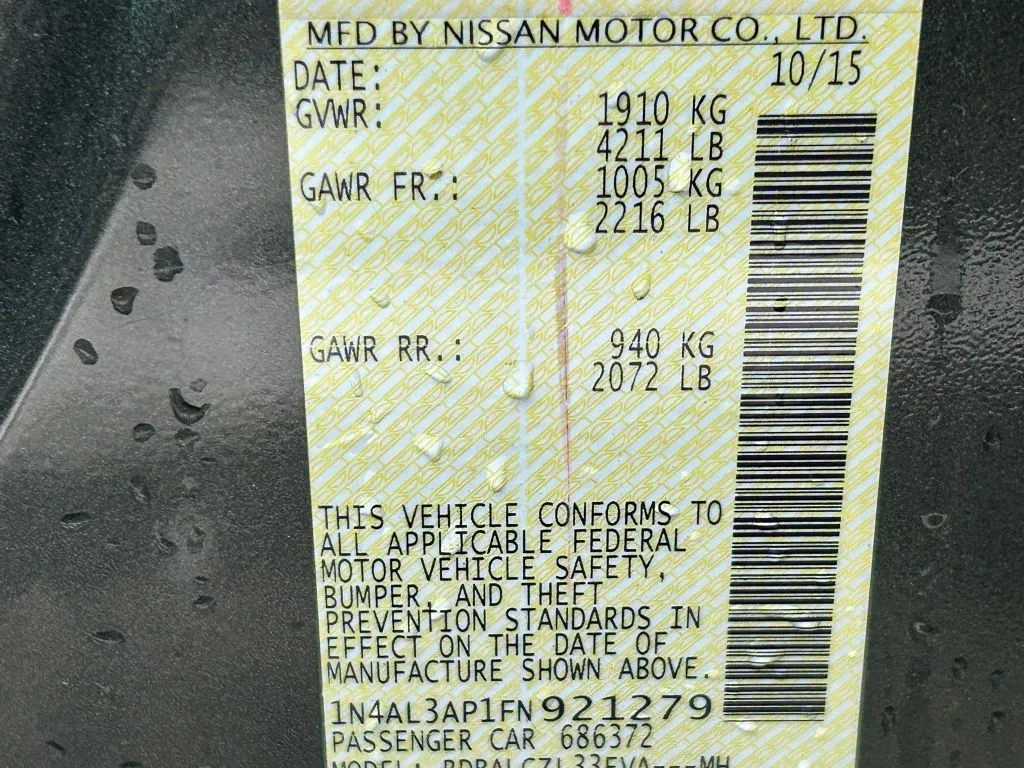 MFD BY NISSAN MOTOR CO., LTD.
DATE: 10/15
GVWR: 1910 KG
4211 LB
GAWR FR.: 1005 KG
2216 LB
GAWR RR.: 940 KG
2072 LB
THIS VEHICLE CONFORMS TO
ALL APPLICABLE FEDERAL
MOTOR VEHICLE SAFETY,
BUMPER, AND THEFT
PREVENTION STANDARDS IN
EFFECT ON THE DATE OF
MANUFACTURE SHOWN ABOVE.
1N4AL3AP1FN921279
PASSENGER CAR 686372
MODEL: